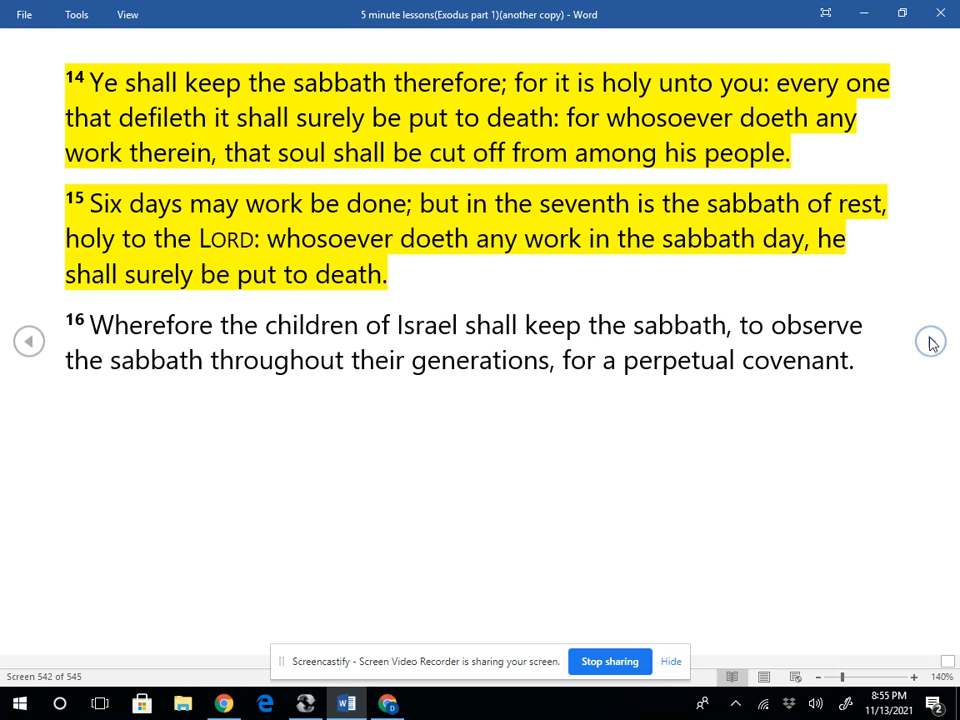 File Tools View 5 minute lessons(Exodus part 1)(another copy) - Word
14 Ye shall keep the sabbath therefore; for it is holy unto you: every one
that defileth it shall surely be put to death: for whosoever doeth any
work therein, that soul shall be cut off from among his people.
15 Six days may work be done; but in the seventh is the sabbath of rest,
holy to the LORD: whosoever doeth any work in the sabbath day, he
shall surely be put to death.
16 Wherefore the children of Israel shall keep the sabbath, to observe
the sabbath throughout their generations, for a perpetual covenant.
Screencastify - Screen Video Recorder is sharing your screen. Stop sharing Hide
Screen 542 of 545 140%
8:55 PM
11/13/2021 2